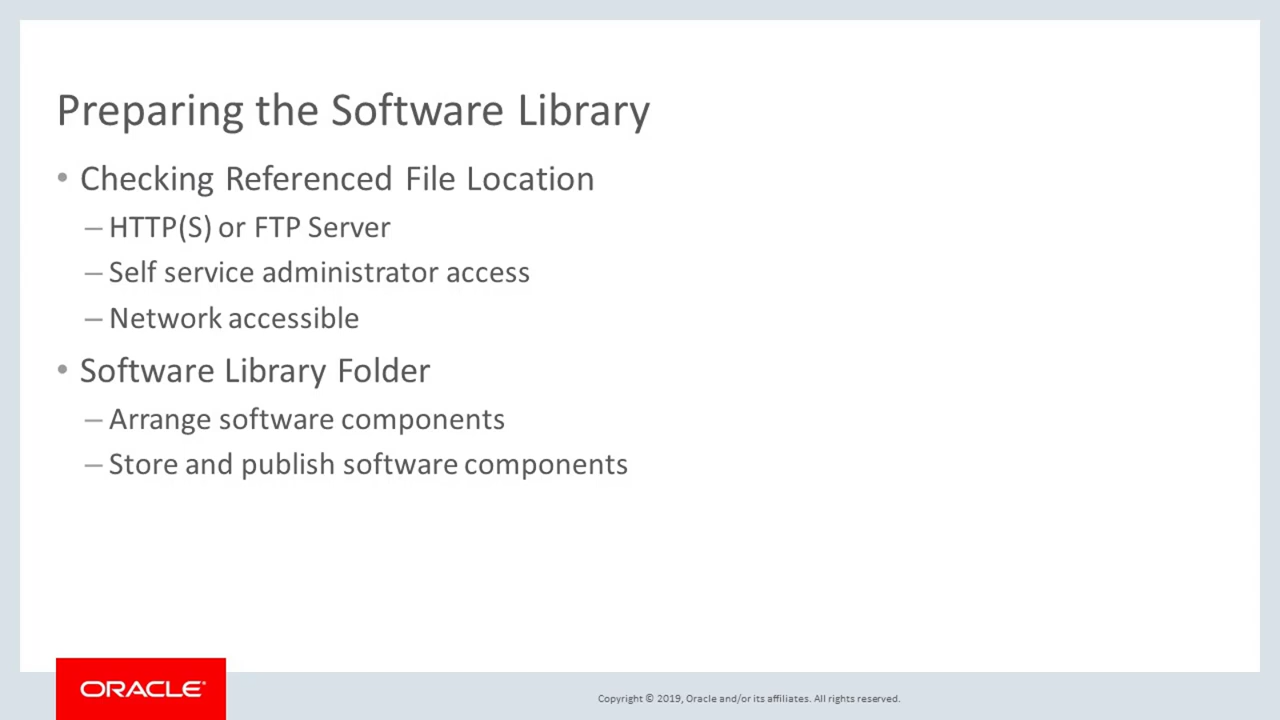 Preparing the Software Library
• Checking Referenced File Location
– HTTP(S) or FTP Server
– Self service administrator access
– Network accessible
• Software Library Folder
– Arrange software components
– Store and publish software components
ORACLE®
Copyright © 2019, Oracle and/or its affiliates. All rights reserved.